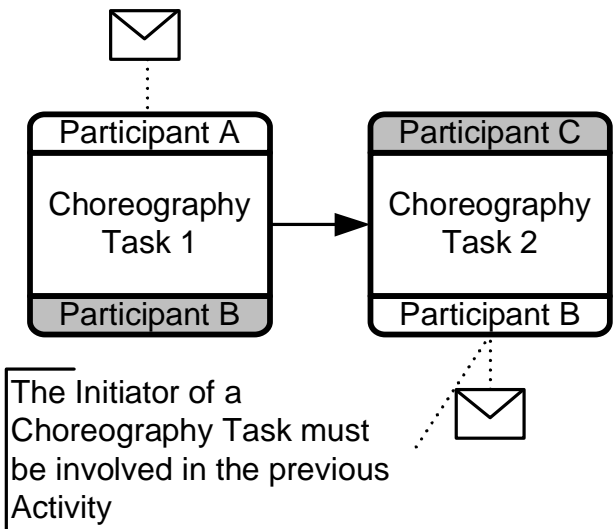 Participant A
Choreography
Task 1
Participant B
Participant C
Choreography
Task 2
Participant B
The Initiator of a
Choreography Task must
be involved in the previous
Activity